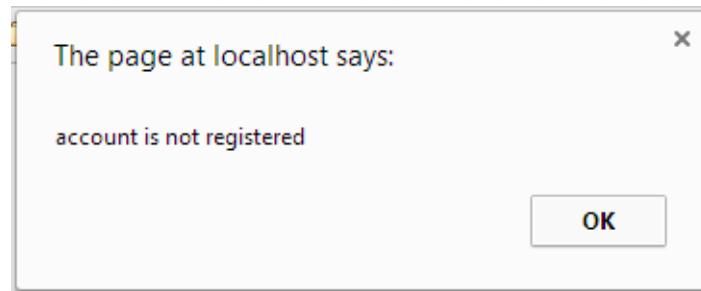 The page at localhost says:
account is not registered
OK